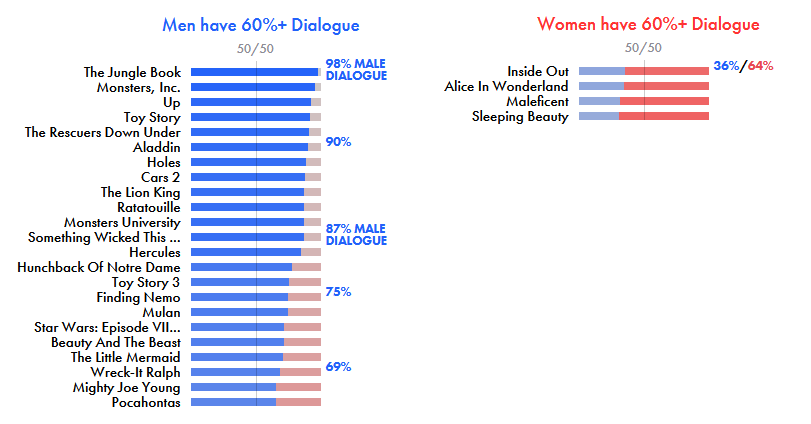 Men have 60%+ Dialogue
50/50
The Jungle Book
98% MALE
DIALOGUE
Monsters, Inc.
Up
Toy Story
The Rescuers Down Under
Aladdin
90%
Holes
Cars 2
The Lion King
Ratatouille
Monsters University
Something Wicked This ...
87% MALE
DIALOGUE
Hercules
Hunchback Of Notre Dame
Toy Story 3
Finding Nemo
75%
Mulan
Star Wars: Episode VII...
Beauty And The Beast
The Little Mermaid
Wreck-It Ralph
69%
Mighty Joe Young
Pocahontas
Women have 60%+ Dialogue
50/50
Inside Out
36%/64%
Alice In Wonderland
Maleficent
Sleeping Beauty